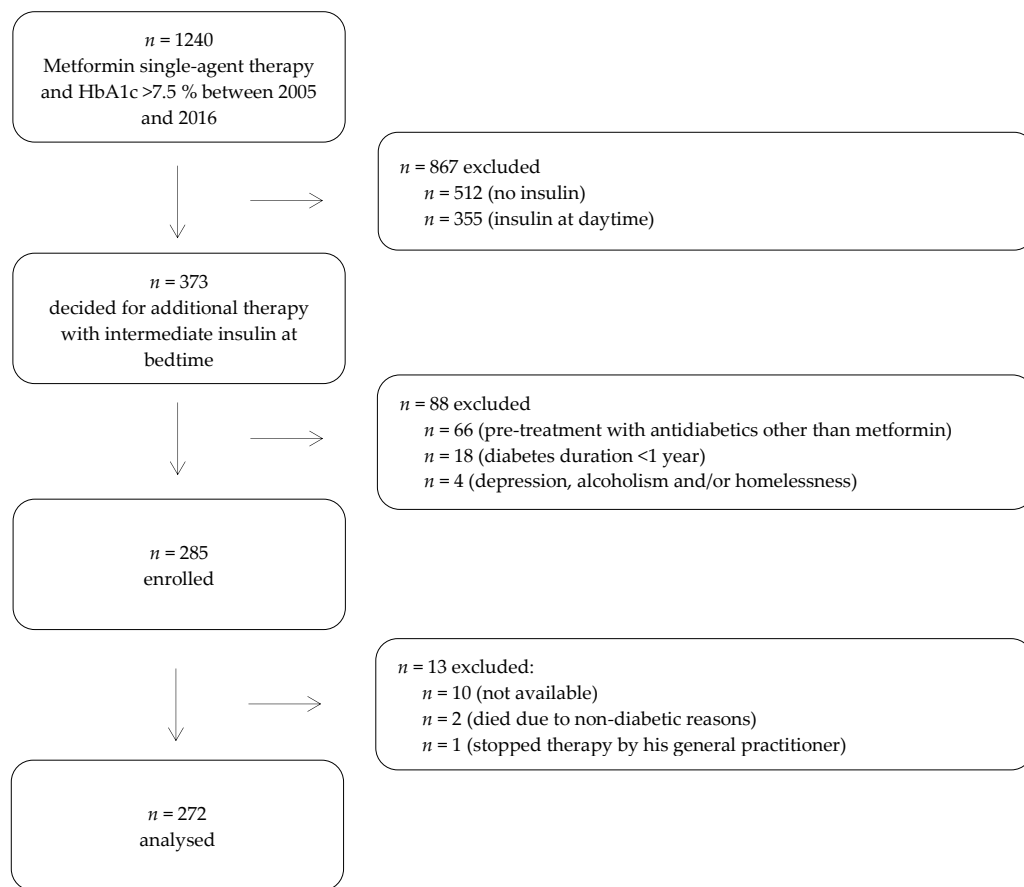 n = 1240
Metformin single-agent therapy
and HbA1c >7.5 % between 2005
and 2016
n = 867 excluded
n = 512 (no insulin)
n = 355 (insulin at daytime)
n = 373
decided for additional therapy
with intermediate insulin at
bedtime
n = 88 excluded
n = 66 (pre-treatment with antidiabetics other than metformin)
n = 18 (diabetes duration <1 year)
n = 4 (depression, alcoholism and/or homelessness)
n = 285
enrolled
n = 13 excluded:
n = 10 (not available)
n = 2 (died due to non-diabetic reasons)
n = 1 (stopped therapy by his general practitioner)
n = 272
analysed